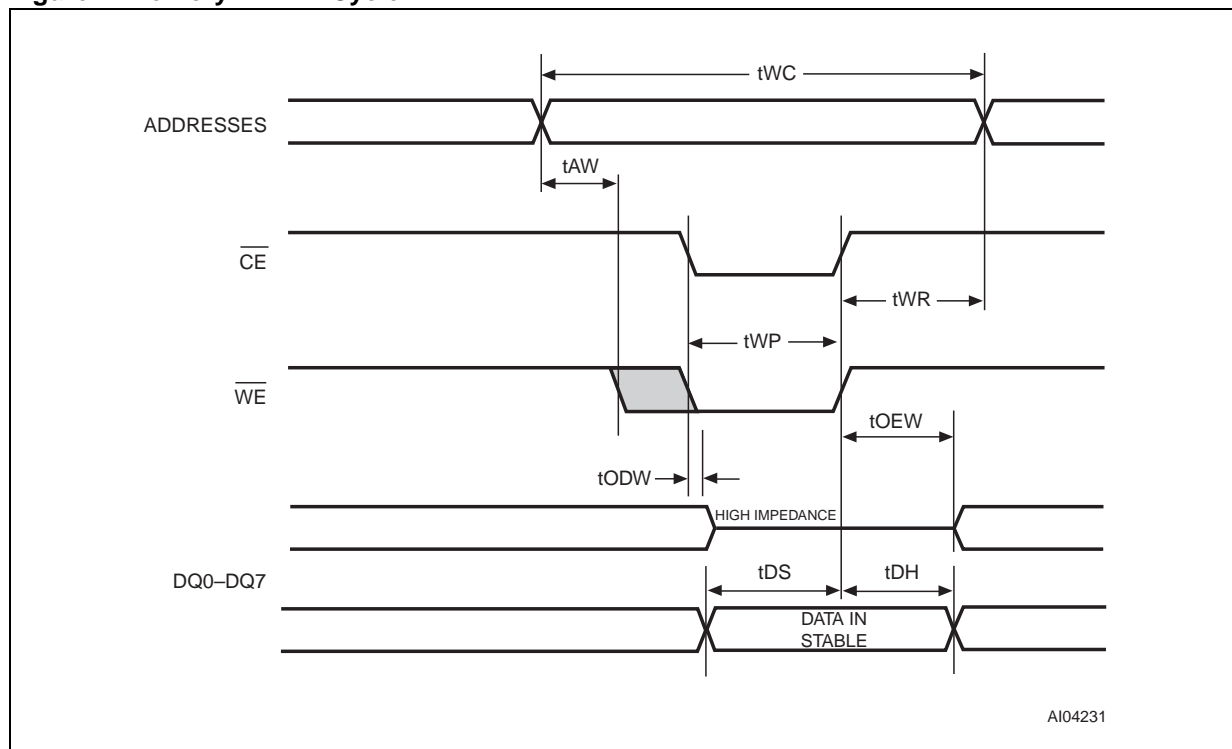 tWC
ADDRESSES
tAW
CE
tWR
tWP
WE
tOEW
tODW
HIGH IMPEDANCE
DQ0–DQ7
tDS
tDH
DATA IN
STABLE
AI04231